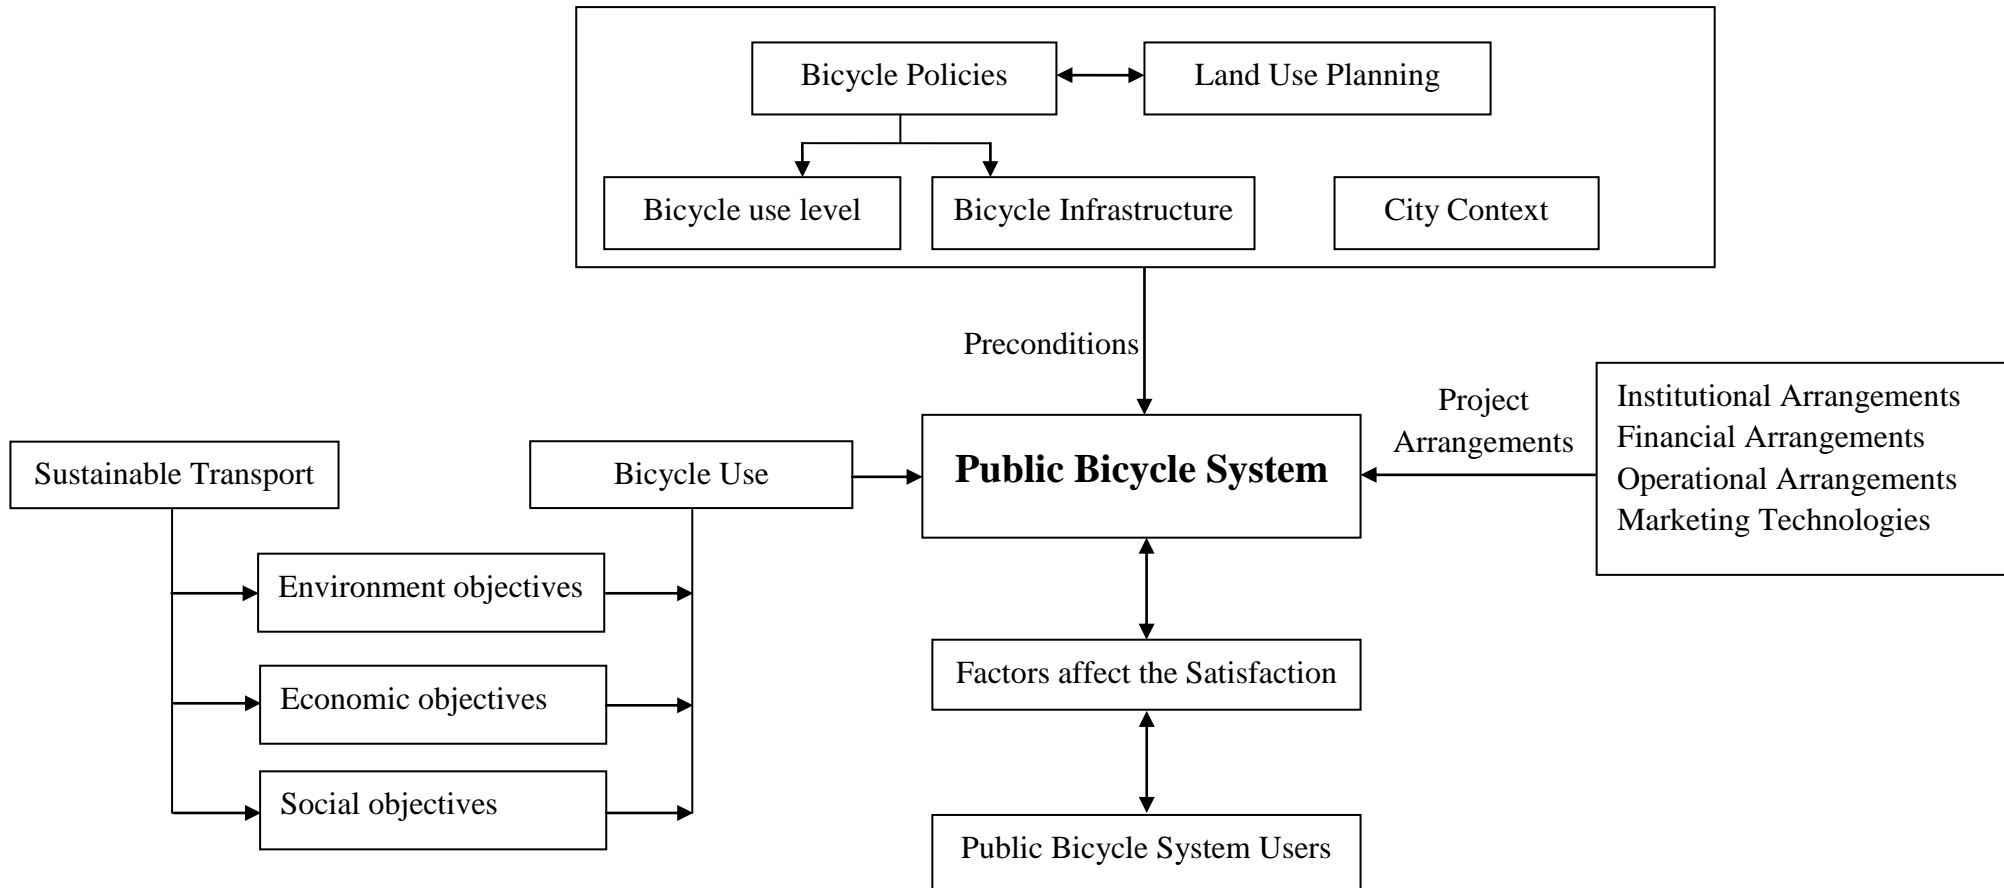 Bicycle Policies
Land Use Planning
Bicycle use level
Bicycle Infrastructure
City Context
Preconditions
Project
Arrangements
Institutional Arrangements
Financial Arrangements
Operational Arrangements
Marketing Technologies
Sustainable Transport
Bicycle Use
Public Bicycle System
Environment objectives
Economic objectives
Social objectives
Factors affect the Satisfaction
Public Bicycle System Users